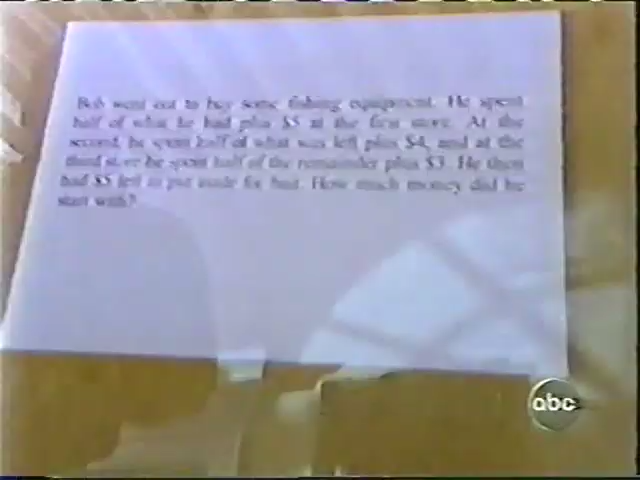 Bob went out to buy some fishing equipment. He spent
half of what he had plus $5 at the first store. At the
second, he spent half of what was left plus $4, and at the
third store he spent half of the remainder plus $3. He then
had $5 left to put aside for bait. How much money did he
start with?
abc